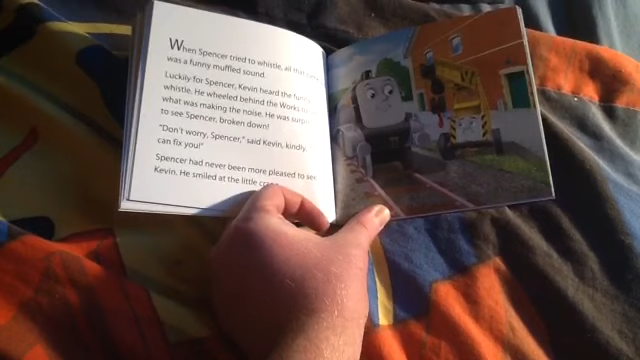 When Spencer tried to whistle, all that
was a funny muffled sound.
Luckily for Spencer, Kevin heard the funny
whistle. He wheeled behind the Works
what was making the noise. He was
to see Spencer, broken down!
"Don't worry, Spencer," said Kevin, kindly.
can fix you!"
Spencer had never been more pleased to see
Kevin. He smiled at the little